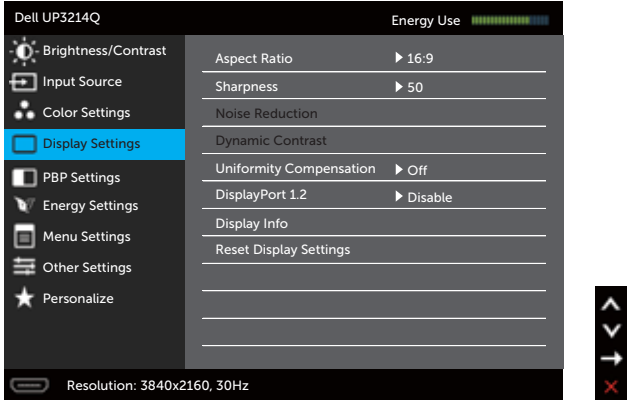 Dell UP3214Q Energy Use
Brightness/Contrast
Input Source
Color Settings
Display Settings
PBP Settings
Energy Settings
Menu Settings
Other Settings
Personalize
Aspect Ratio 16:9
Sharpness 50
Noise Reduction
Dynamic Contrast
Uniformity Compensation Off
DisplayPort 1.2 Disable
Display Info
Reset Display Settings
Resolution: 3840x2160, 30Hz